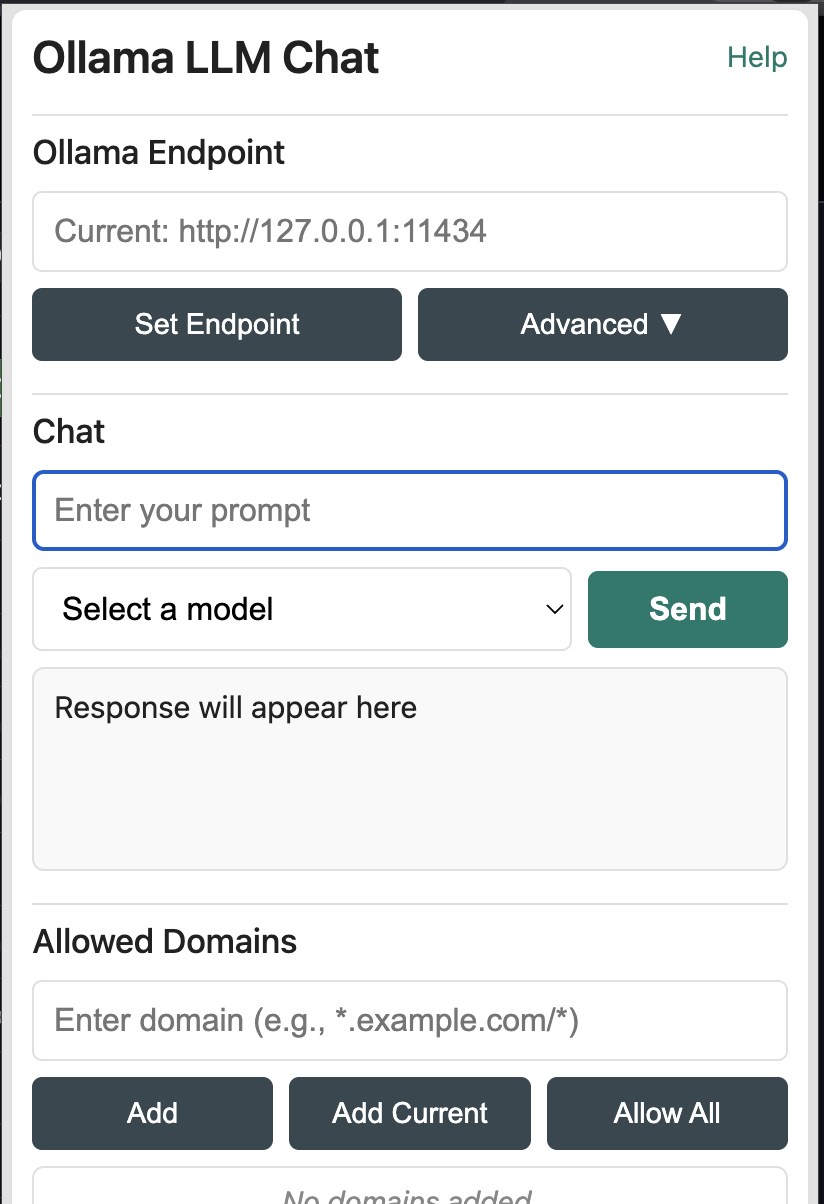 Ollama LLM Chat
Help
Ollama Endpoint
Current: http://127.0.0.1:11434
Set Endpoint
Advanced ▼
Chat
Enter your prompt
Select a model
Send
Response will appear here
Allowed Domains
Enter domain (e.g., *.example.com/*)
Add
Add Current
Allow All
No domains added